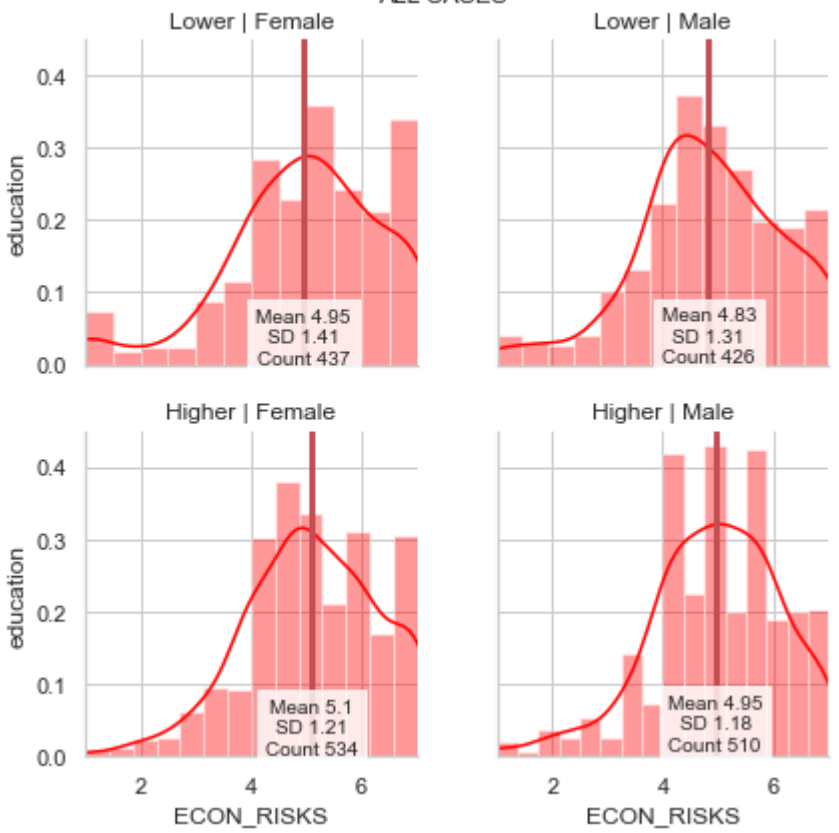 Lower | Female
Lower | Male
education
0.4
0.3
0.2
0.1
0.0
Mean 4.95
SD 1.41
Count 437
Mean 4.83
SD 1.31
Count 426
Higher | Female
Higher | Male
education
0.4
0.3
0.2
0.1
0.0
Mean 5.1
SD 1.21
Count 534
Mean 4.95
SD 1.18
Count 510
2
4
6
2
4
6
ECON_RISKS
ECON_RISKS